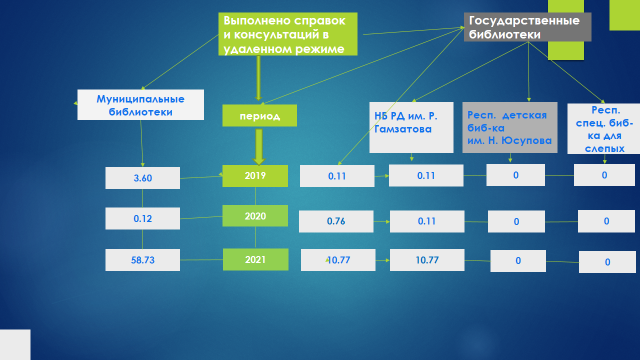 Выполнено справок
и консультаций в
удаленном режиме
Государственные
библиотеки
Муниципальные
библиотеки
период
НБ РД им. Р.
Гамзатова
Респ. детская
биб-ка
им. Н. Юсупова
Респ.
спец. биб-
ка для
слепых
3.60
2019
0.11
0.11
0
0
0.12
2020
0.76
0.11
0
0
58.73
2021
10.77
10.77
0
0